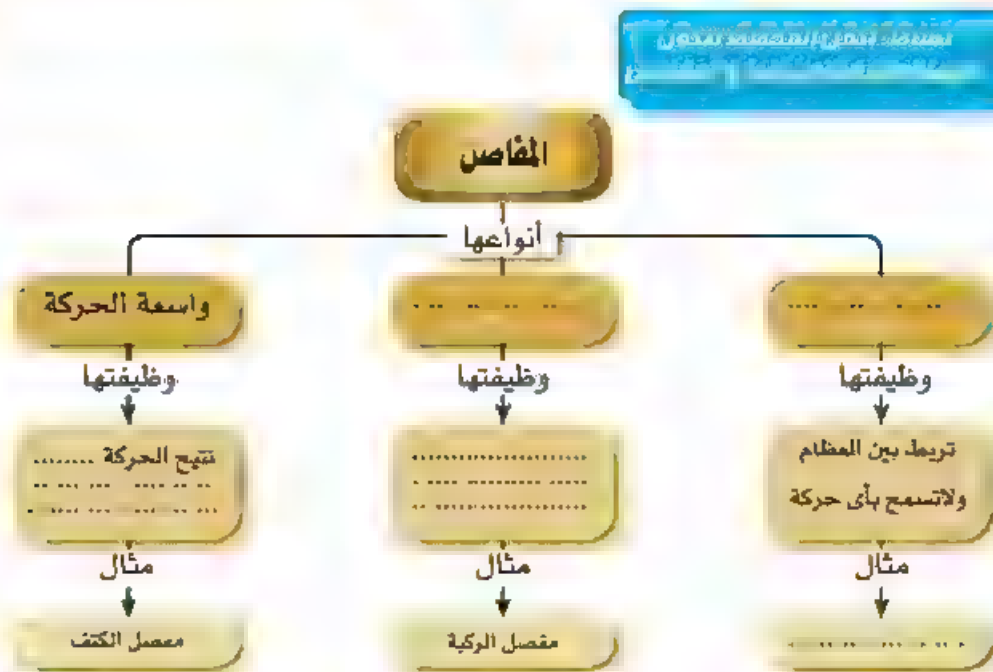 المفاصل
أنواعها
واسعة الحركة
وظيفتها
وظيفتها
وظيفتها
تربط بين العظام
ولاتسمح بأى حركة
تتيح الحركة ........
مثال
مثال
مثال
مفصل الركبة
مفصل الكتف